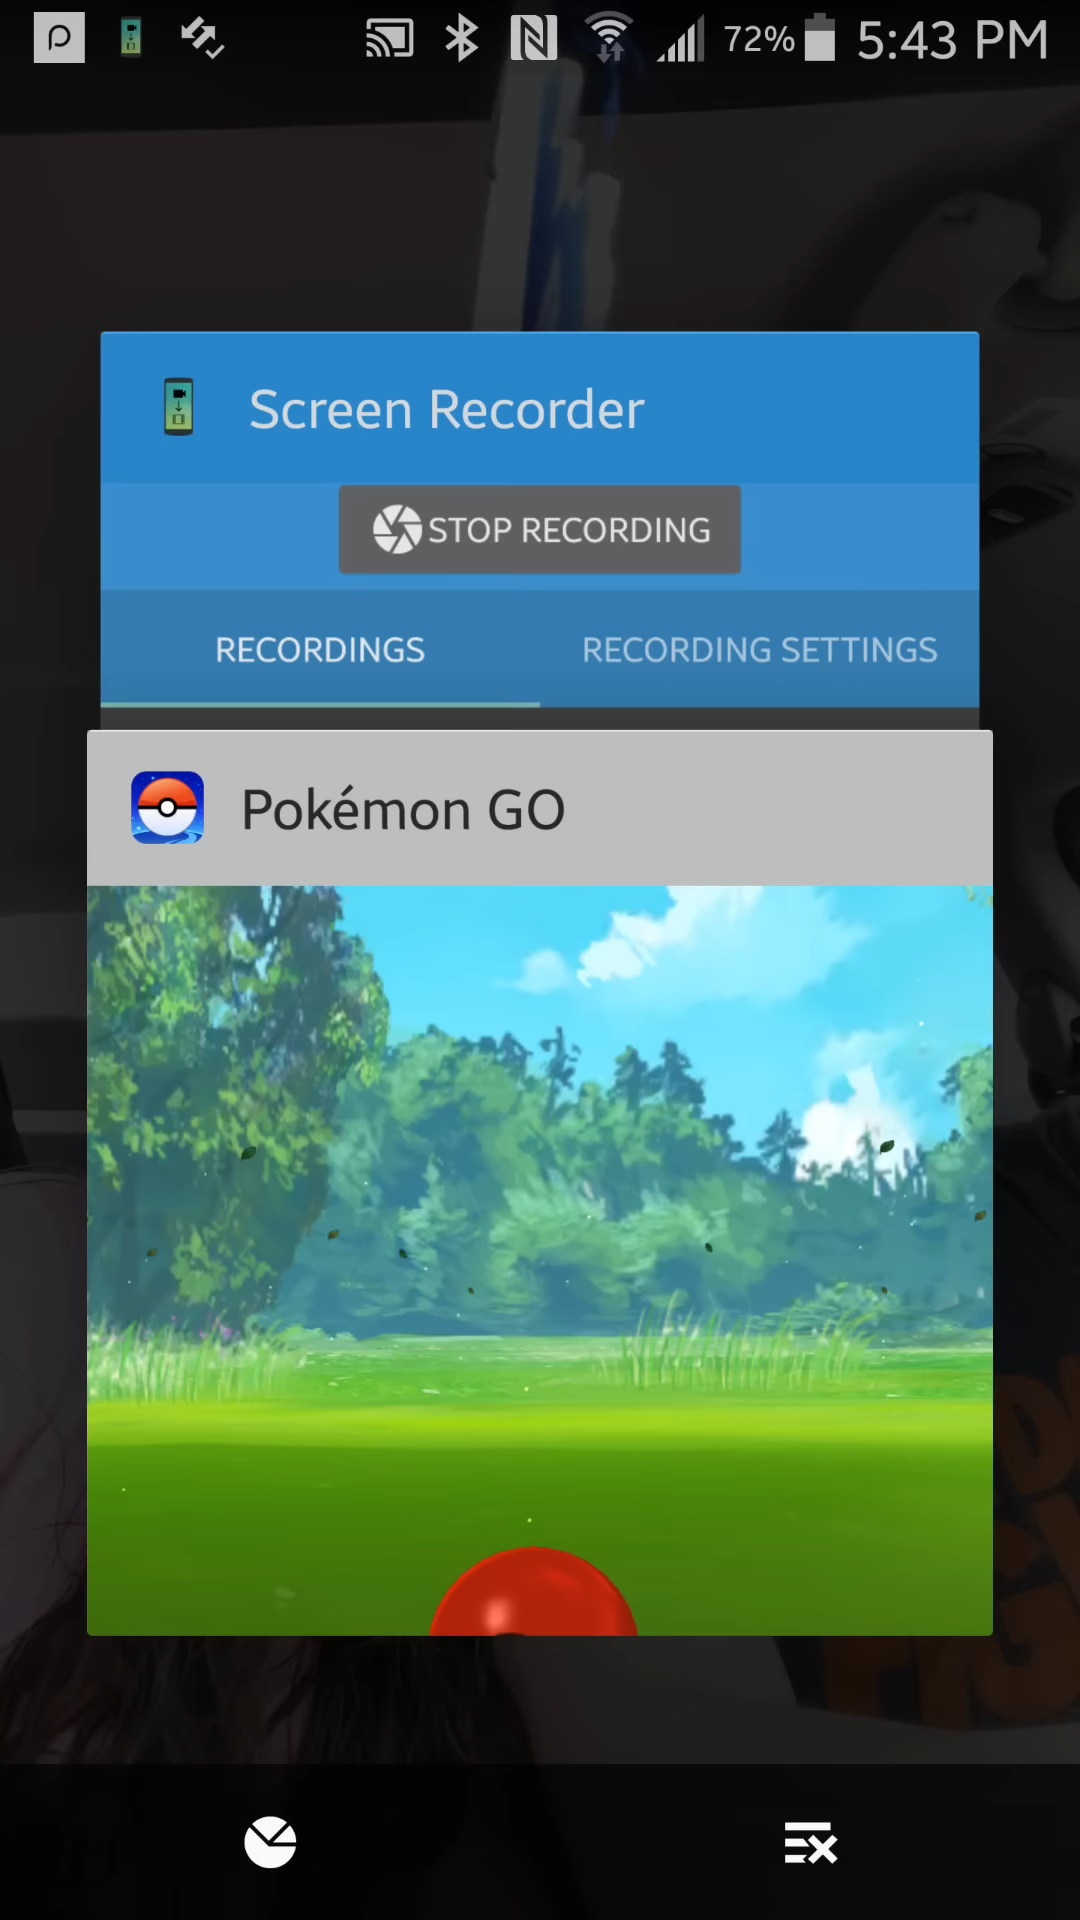 72% 5:43 PM
Screen Recorder
STOP RECORDING
RECORDINGS RECORDING SETTINGS
Pokémon GO